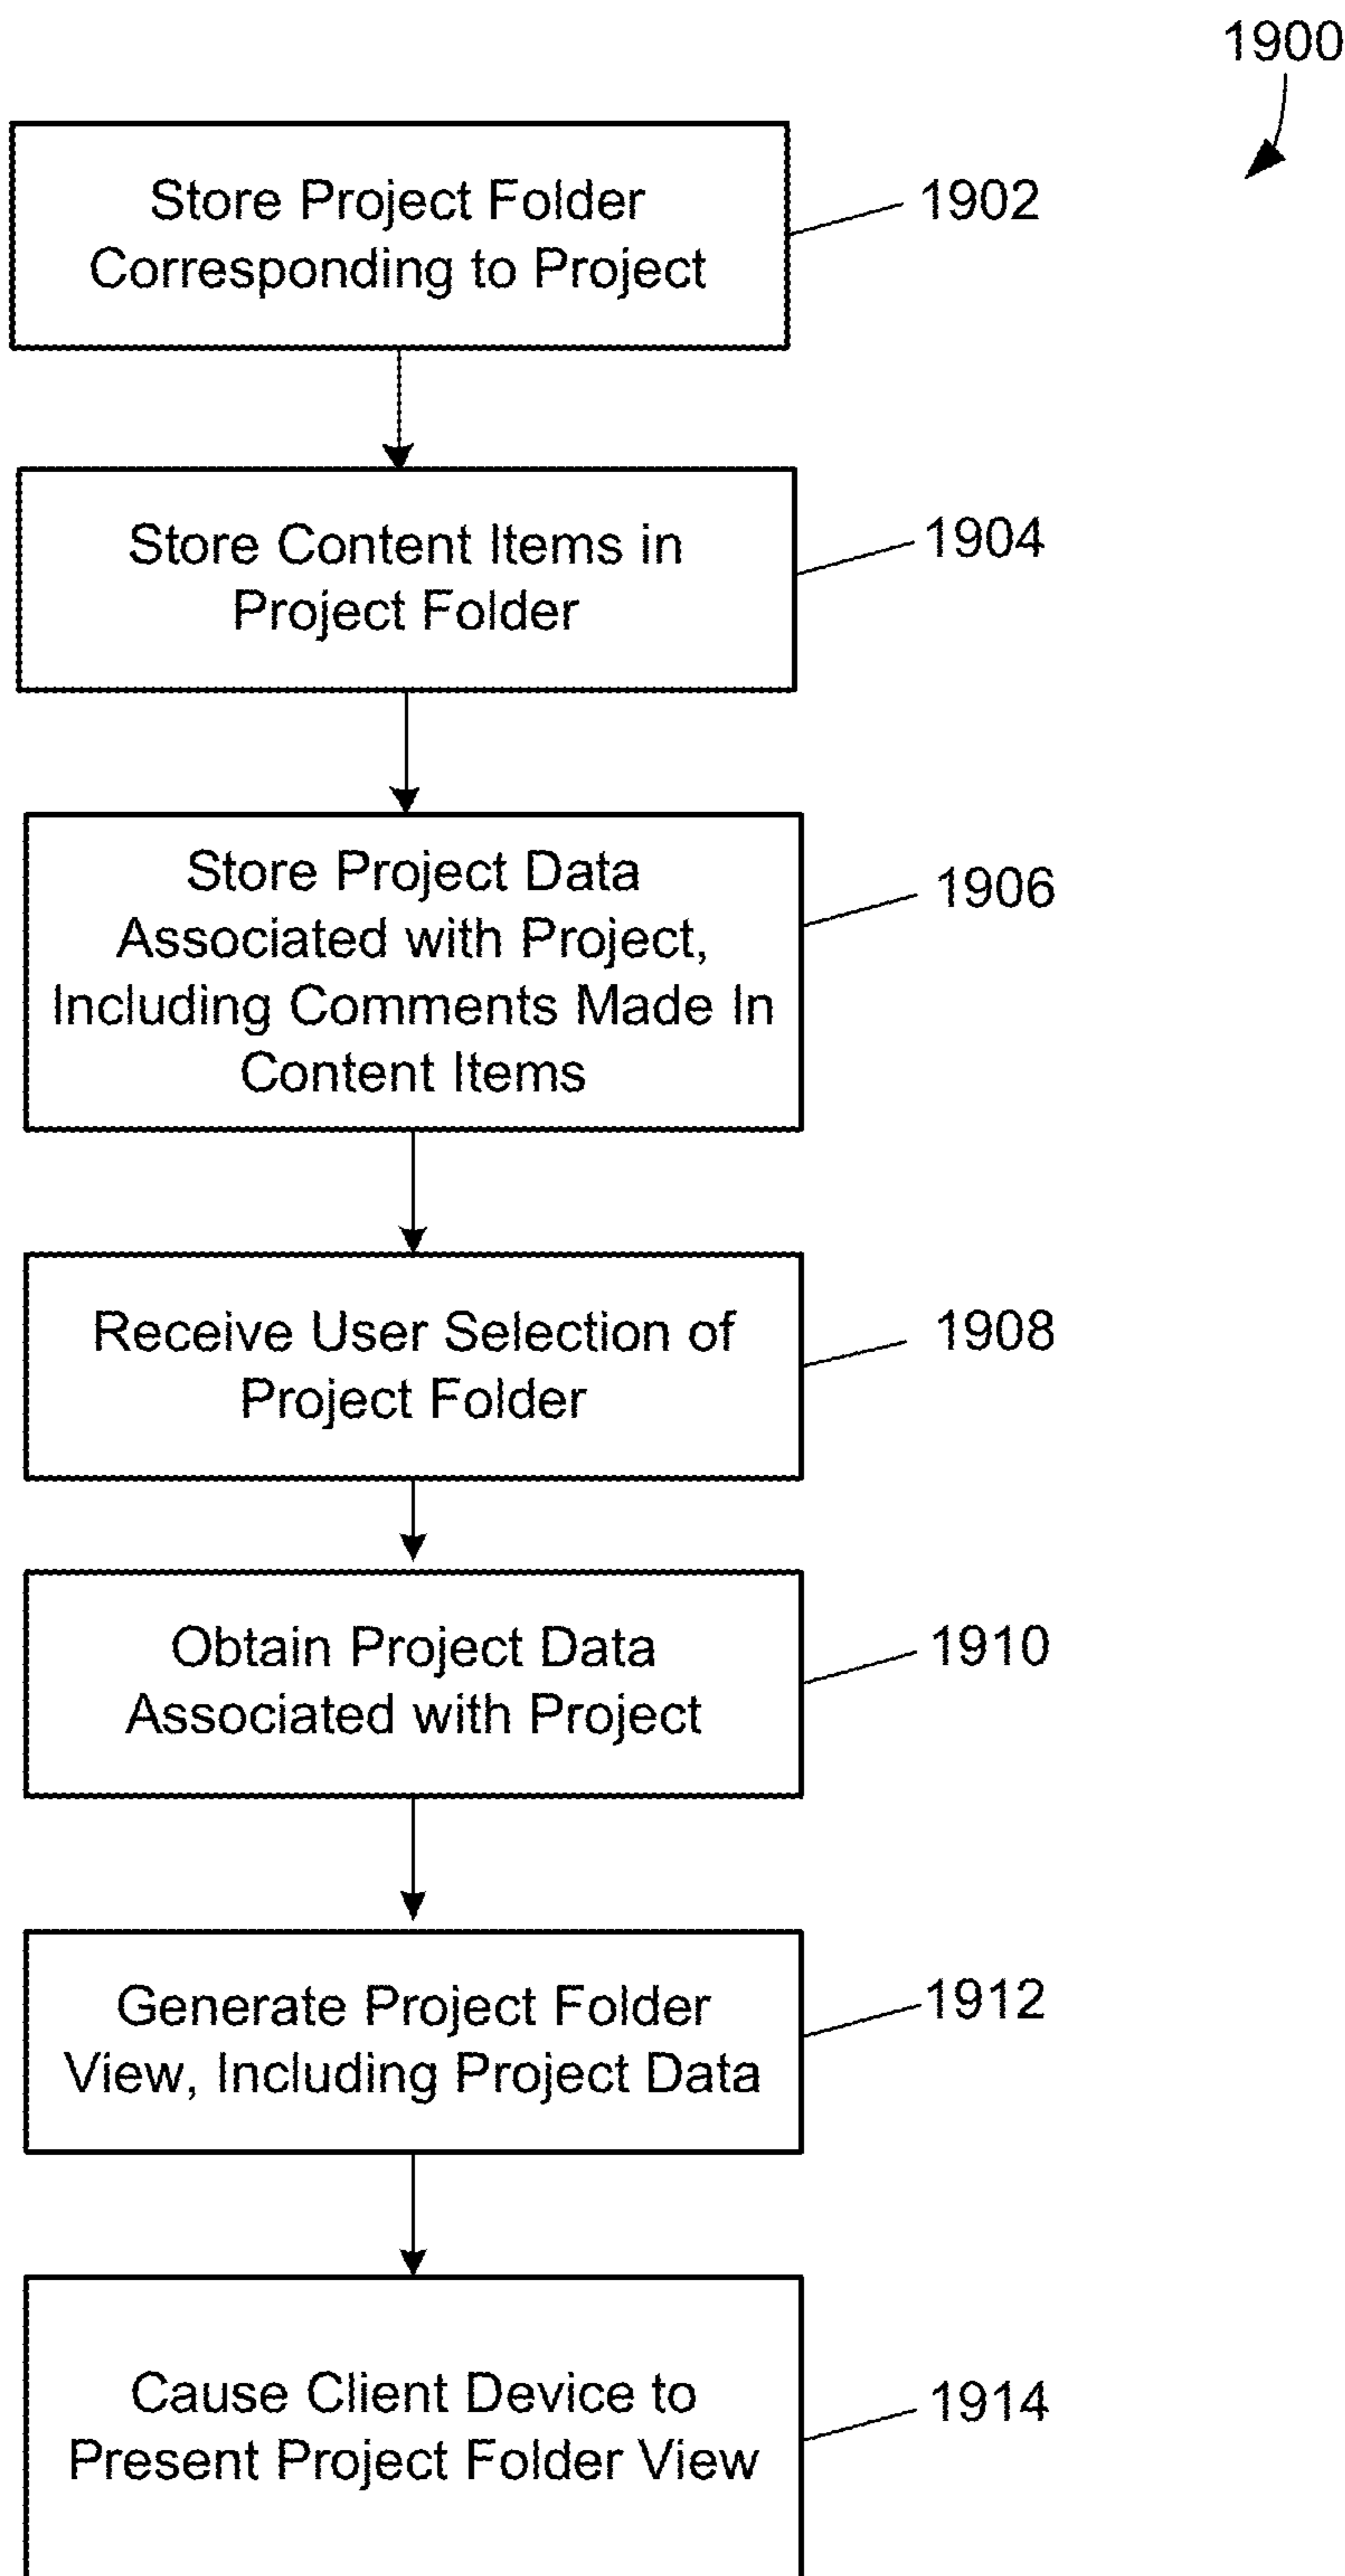 1900
Store Project Folder
Corresponding to Project
1902
Store Content Items in
Project Folder
1904
Store Project Data
Associated with Project,
Including Comments Made In
Content Items
1906
Receive User Selection of
Project Folder
1908
Obtain Project Data
Associated with Project
1910
Generate Project Folder
View, Including Project Data
1912
Cause Client Device to
Present Project Folder View
1914